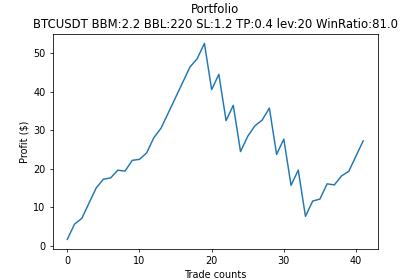 Portfolio
BTCUSDT BBM:2.2 BBL:220 SL:1.2 TP:0.4 lev:20 WinRatio:81.0
Profit ($)
50
40
30
20
10
0
0 10 20 30 40
Trade counts